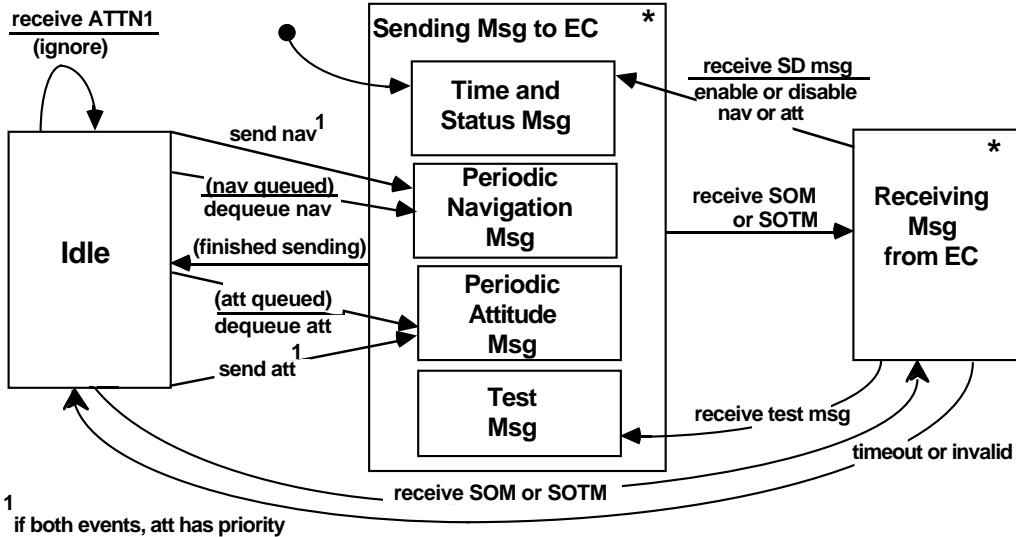 receive ATTN1
(ignore)
Sending Msg to EC *
Time and
Status Msg
receive SD msg
enable or disable
nav or att
send nav1
(nav queued)
dequeue nav
Periodic
Navigation
Msg
receive SOM
or SOTM
*
Receiving
Msg
from EC
Idle
(finished sending)
(att queued)
dequeue att
Periodic
Attitude
Msg
send att1
Test
Msg
receive test msg
timeout or invalid
receive SOM or SOTM
1
if both events, att has priority